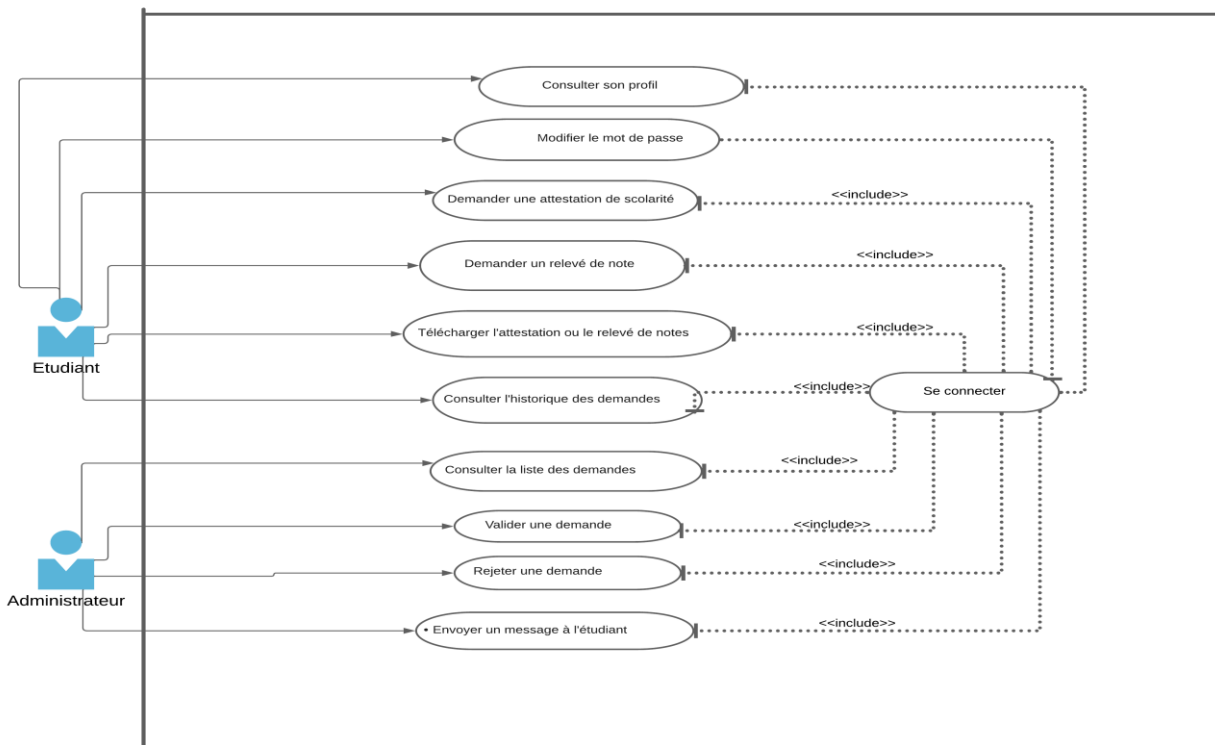 Consulter son profil
Modifier le mot de passe
Demander une attestation de scolarité
<<include>>
Demander un relevé de note
<<include>>
Télécharger l'attestation ou le relevé de notes
<<include>>
Etudiant
Consulter l'historique des demandes
<<include>>
Se connecter
Consulter la liste des demandes
<<include>>
Valider une demande
<<include>>
Rejeter une demande
<<include>>
Administrateur
• Envoyer un message à l'étudiant
<<include>>